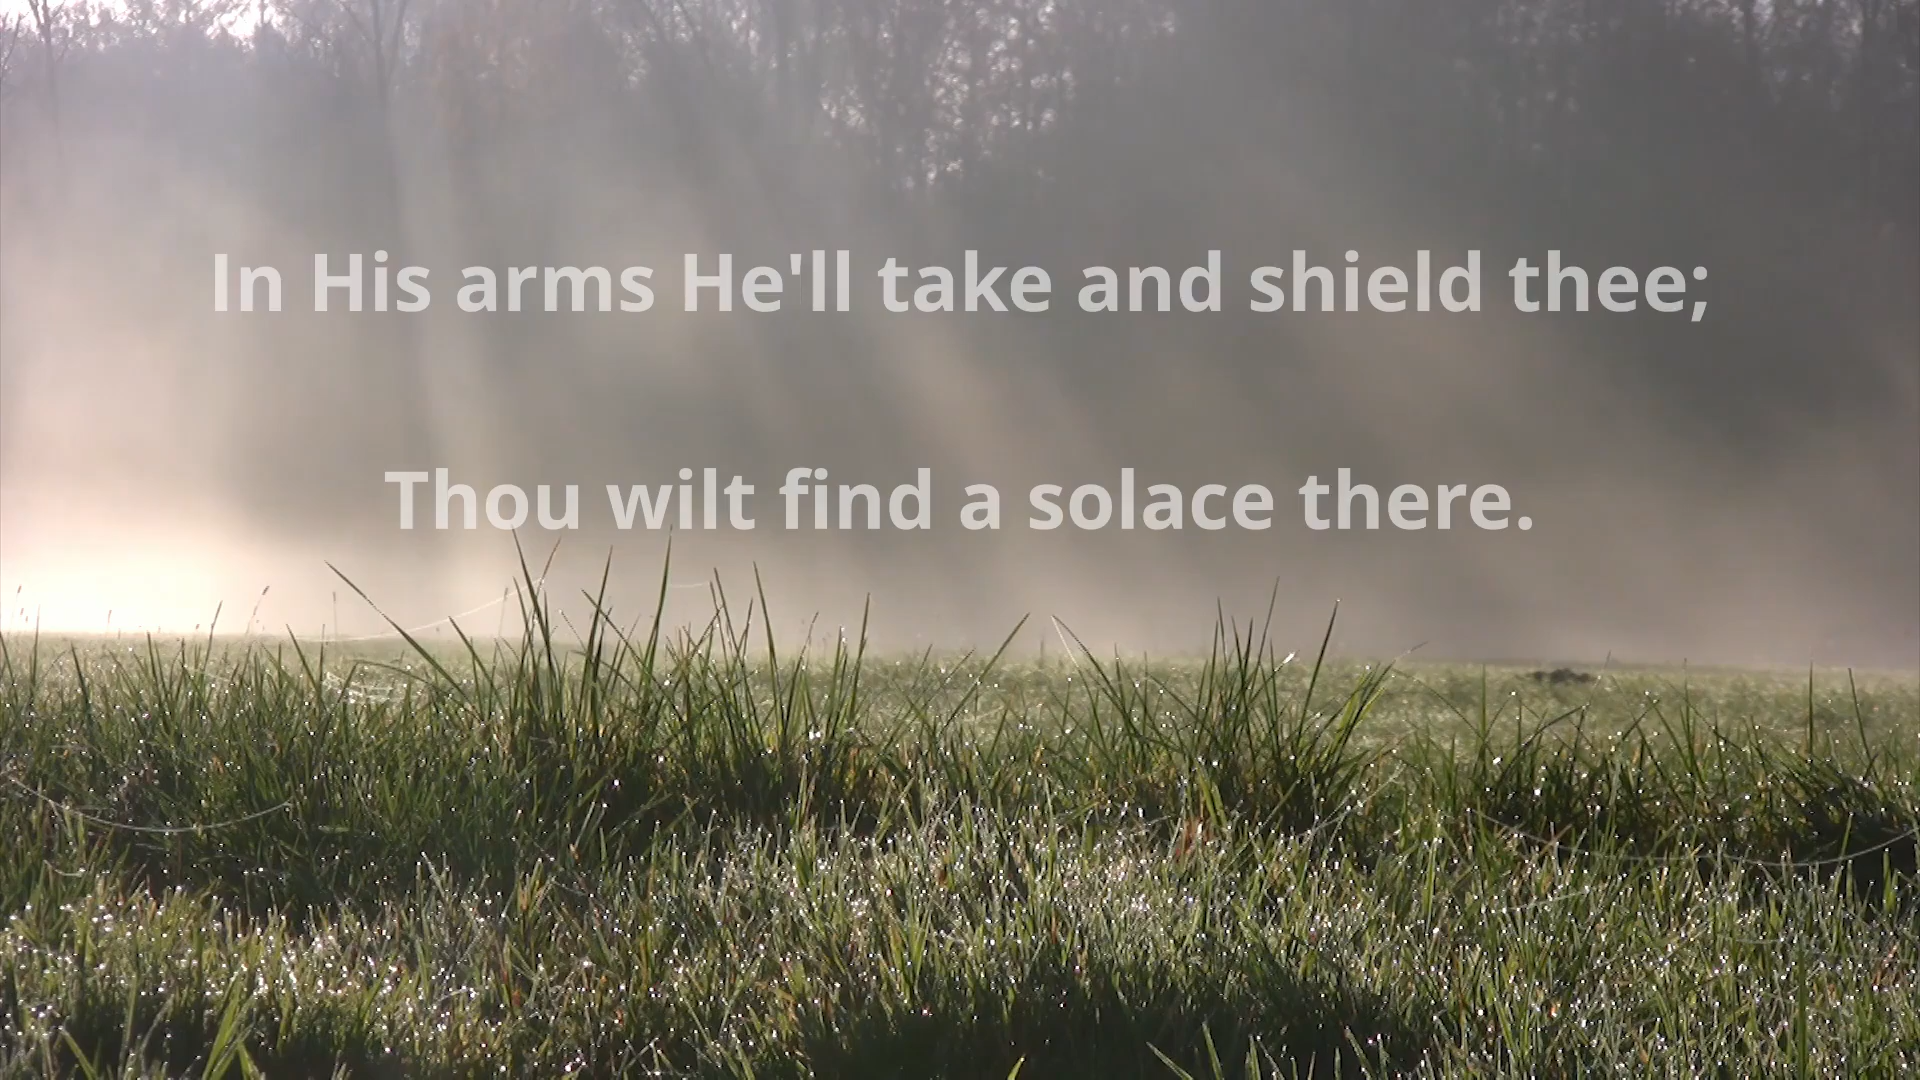 In His arms He'll take and shield thee;
Thou wilt find a solace there.